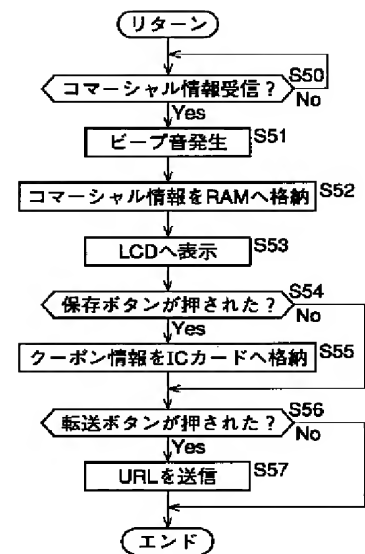 リターン
コマーシャル情報受信？
S50
No
Yes
ビープ音発生
S51
コマーシャル情報をRAMへ格納
S52
LCDへ表示
S53
保存ボタンが押された？
S54
No
Yes
クーポン情報をICカードへ格納
S55
転送ボタンが押された？
S56
No
Yes
URLを送信
S57
エンド